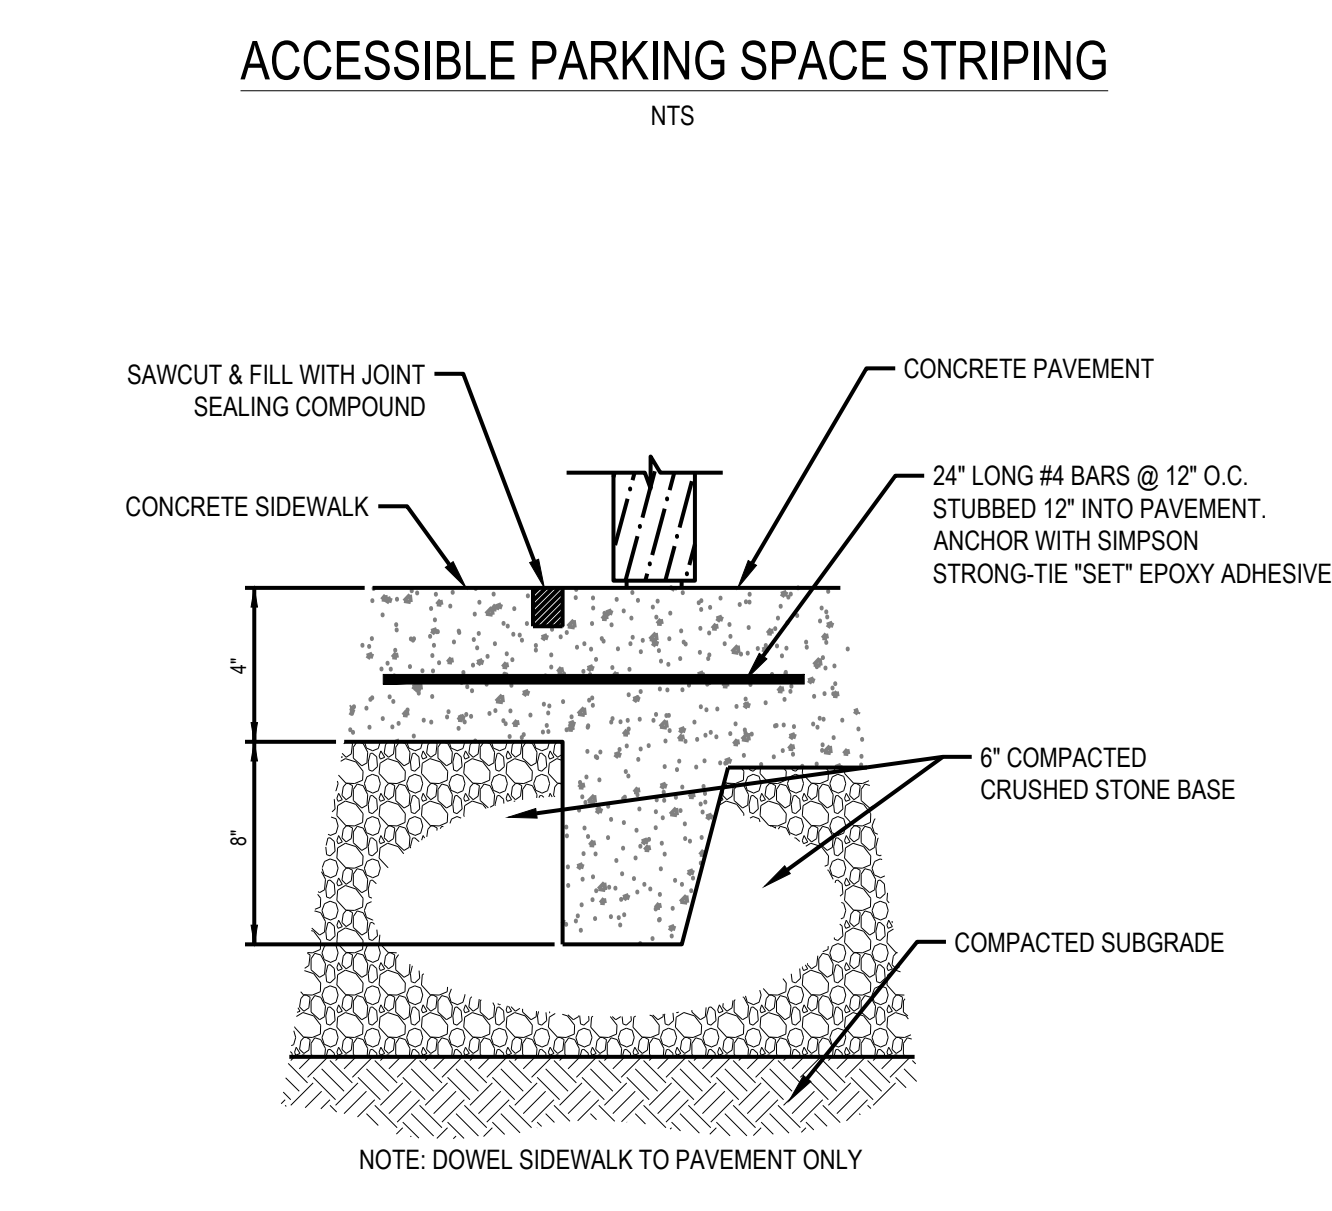 ACCESSIBLE PARKING SPACE STRIPING
NTS
SAWCUT & FILL WITH JOINT
SEALING COMPOUND
CONCRETE PAVEMENT
CONCRETE SIDEWALK
24" LONG #4 BARS @ 12" O.C.
STUBBED 12" INTO PAVEMENT.
ANCHOR WITH SIMPSON
STRONG-TIE "SET" EPOXY ADHESIVE
4"
8"
6" COMPACTED
CRUSHED STONE BASE
COMPACTED SUBGRADE
NOTE: DOWEL SIDEWALK TO PAVEMENT ONLY